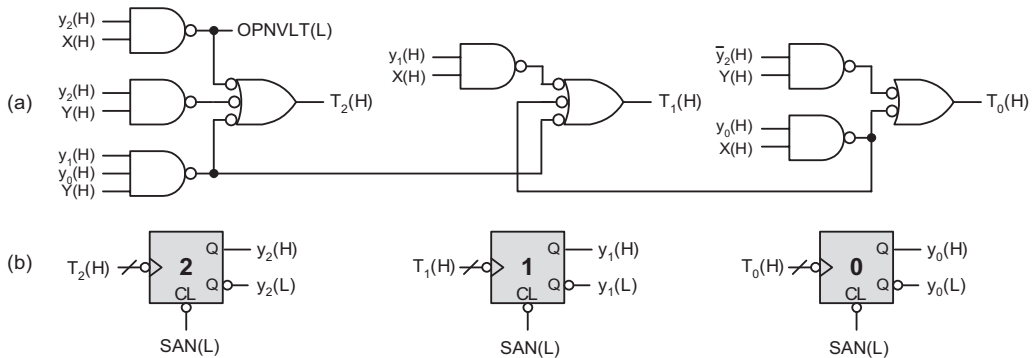 (a)
y₂(H)
X(H)
OPNVLT(L)
y₂(H)
Y(H)
T₂(H)
y₁(H)
y₀(H)
Y(H)
y₁(H)
X(H)
T₁(H)
y̅₂(H)
Y(H)
y₀(H)
X(H)
T₀(H)
(b)
T₂(H)
2
Q
Q
CL
y₂(H)
y₂(L)
SAN(L)
T₁(H)
1
Q
Q
CL
y₁(H)
y₁(L)
SAN(L)
T₀(H)
0
Q
Q
CL
y₀(H)
y₀(L)
SAN(L)